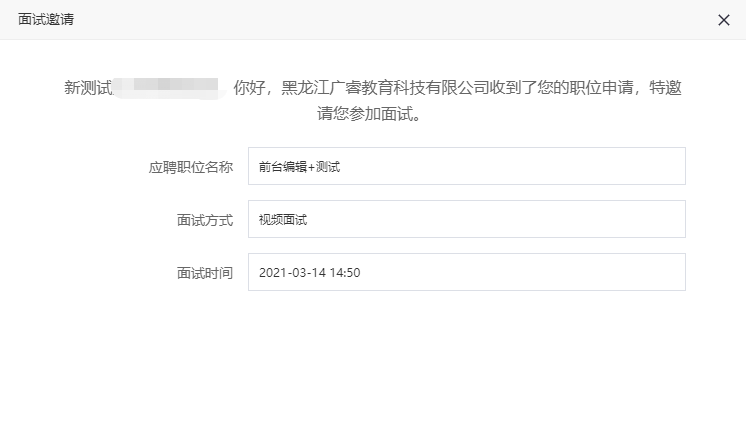 面试邀请
新测试 你好，黑龙江广睿教育科技有限公司收到了您的职位申请，特邀
请您参加面试。
应聘职位名称 前台编辑+测试
面试方式 视频面试
面试时间 2021-03-14 14:50